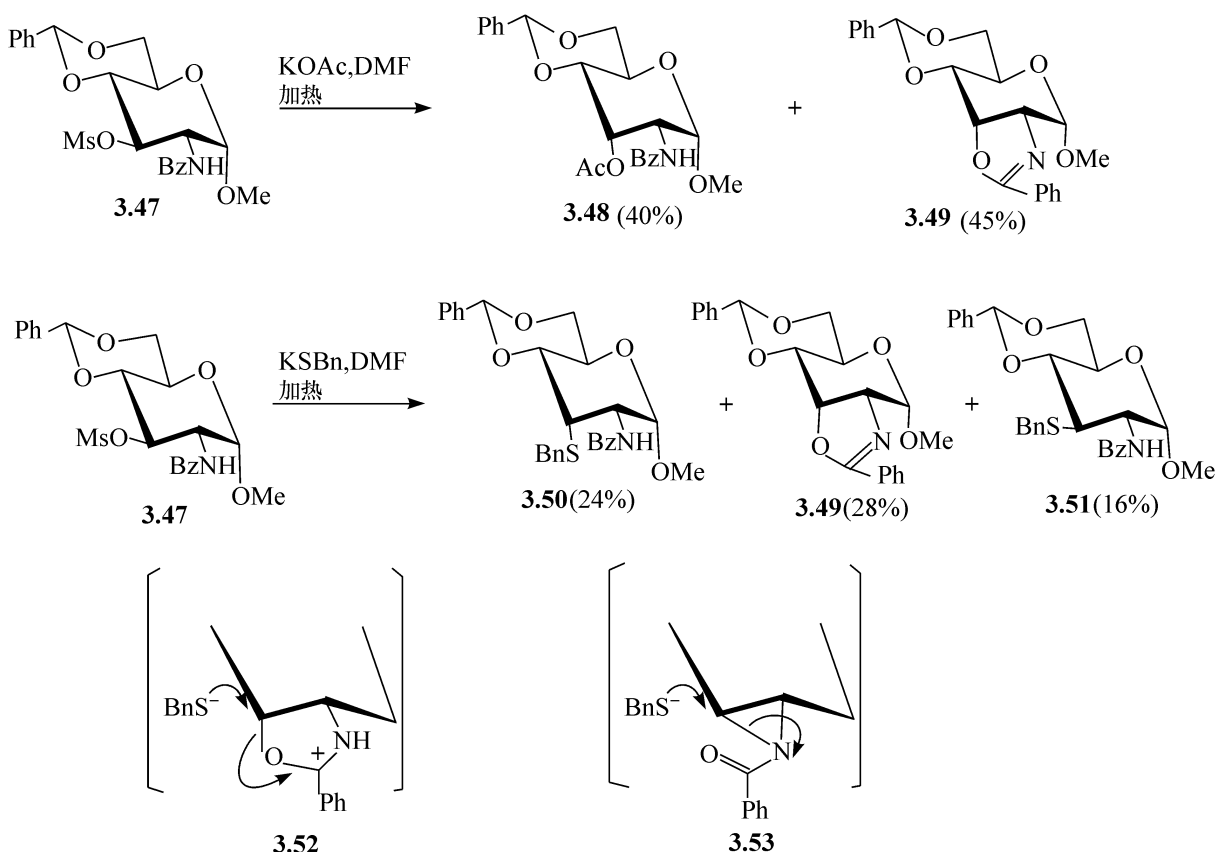 Ph O O O
MsO BzNH OMe
3.47
KOAc,DMF
加热
Ph O O O
AcO BzNH OMe
3.48 (40%)
+
Ph O O O
O N OMe
Ph
3.49 (45%)
Ph O O O
MsO BzNH OMe
3.47
KSBn,DMF
加热
Ph O O O
BnS BzNH OMe
3.50(24%)
+
Ph O O O
O N OMe
Ph
3.49(28%)
+
Ph O O O
BnS BzNH OMe
3.51(16%)
BnS−
O + NH
Ph
3.52
BnS−
O N
Ph
3.53